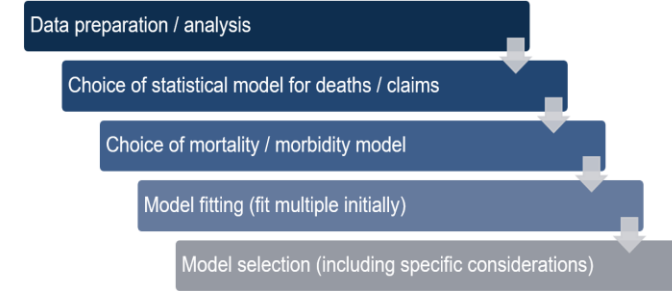 Data preparation / analysis
Choice of statistical model for deaths / claims
Choice of mortality / morbidity model
Model fitting (fit multiple initially)
Model selection (including specific considerations)